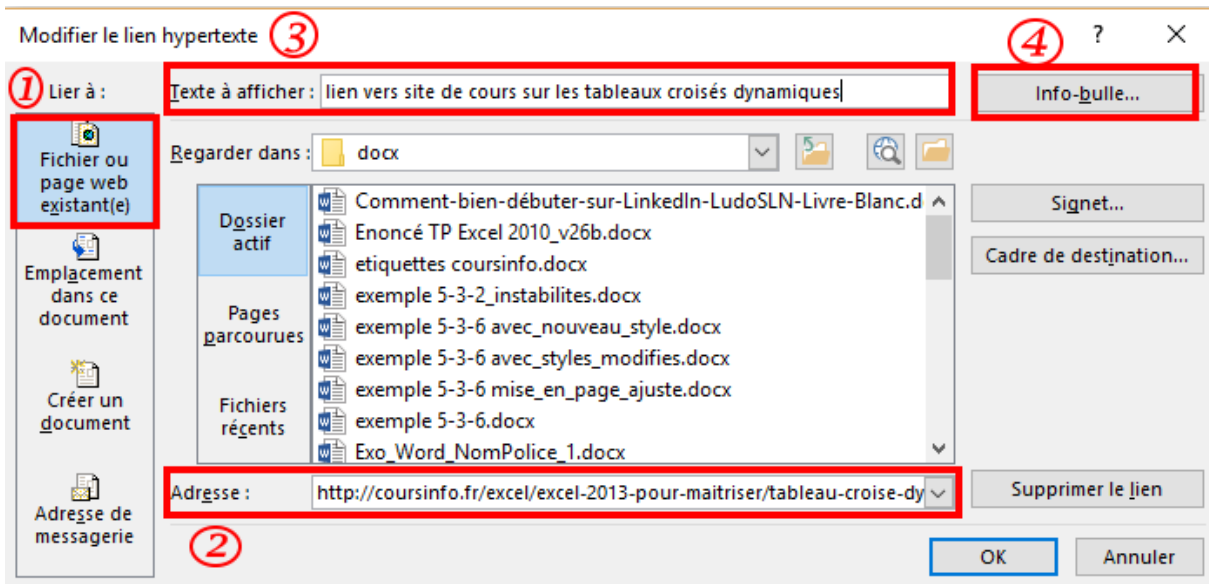 Modifier le lien hypertexte
3
4
?
1
Lier à :
Texte à afficher :
lien vers site de cours sur les tableaux croisés dynamiques
Info-bulle...
Fichier ou
page web
existant(e)
Regarder dans :
docx
Dossier
actif
Comment-bien-débuter-sur-LinkedIn-LudoSLN-Livre-Blanc.d
Enoncé TP Excel 2010_v26b.docx
etiquettes coursinfo.docx
exemple 5-3-2_instabilites.docx
exemple 5-3-6 avec_nouveau_style.docx
exemple 5-3-6 avec_styles_modifies.docx
exemple 5-3-6 mise_en_page_ajuste.docx
exemple 5-3-6.docx
Exo_Word_NomPolice_1.docx
Signet...
Cadre de destination...
Emplacement
dans ce
document
Pages
parcourues
Créer un
document
Fichiers
récents
Adresse :
http://coursinfo.fr/excel/excel-2013-pour-maitriser/tableau-croise-dy
Supprimer le lien
Adresse de
messagerie
2
OK
Annuler